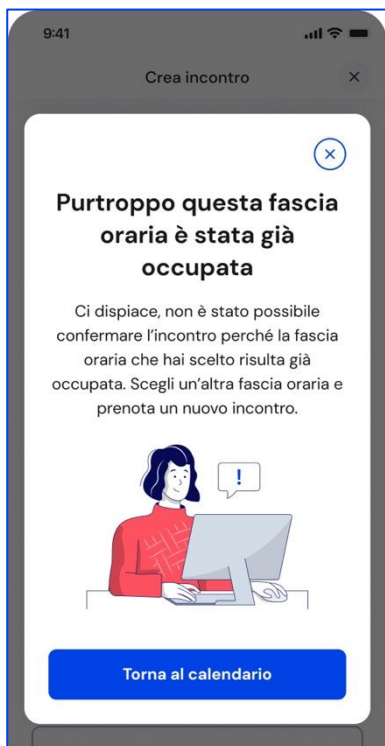 9:41
Crea incontro
Purtroppo questa fascia
oraria è stata già
occupata
Ci dispiace, non è stato possibile
confermare l’incontro perché la fascia
oraria che hai scelto risulta già
occupata. Scegli un’altra fascia oraria e
prenota un nuovo incontro.
!
Torna al calendario